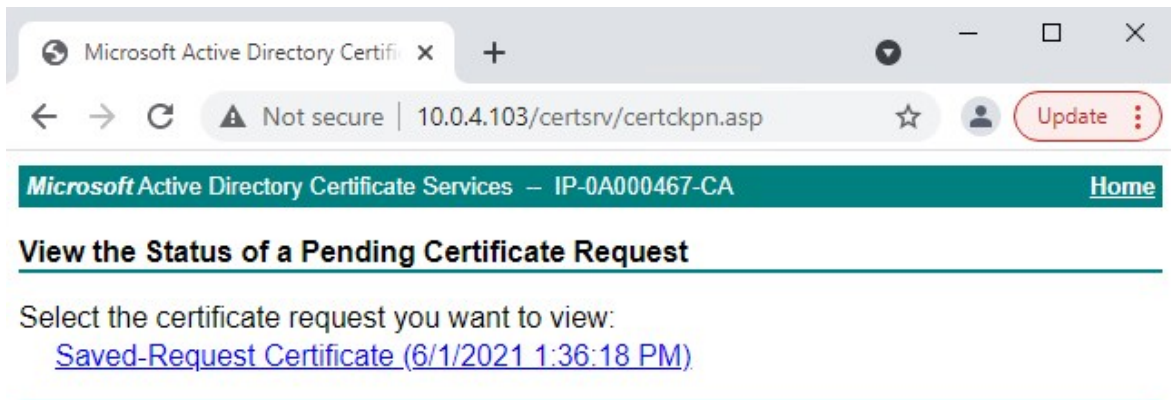 Microsoft Active Directory Certifi
Not secure | 10.0.4.103/certsrv/certckpn.asp
Update
Microsoft Active Directory Certificate Services -- IP-0A000467-CA
Home
View the Status of a Pending Certificate Request
Select the certificate request you want to view:
Saved-Request Certificate (6/1/2021 1:36:18 PM)